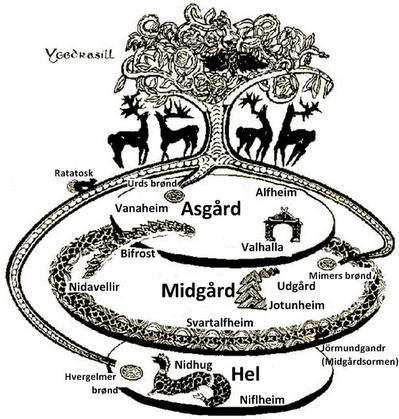 Yggdrasill
Ratatosk
Urds brønd
Alfheim
Vanaheim
Asgård
Valhalla
Bifrost
Mimers brønd
Nidavellir
Midgård
Udgård
Jotunheim
Svartalfheim
Jörmundgandr
(Midgårdsormen)
Nidhug
Hel
Hvergelmer
brønd
Niflheim